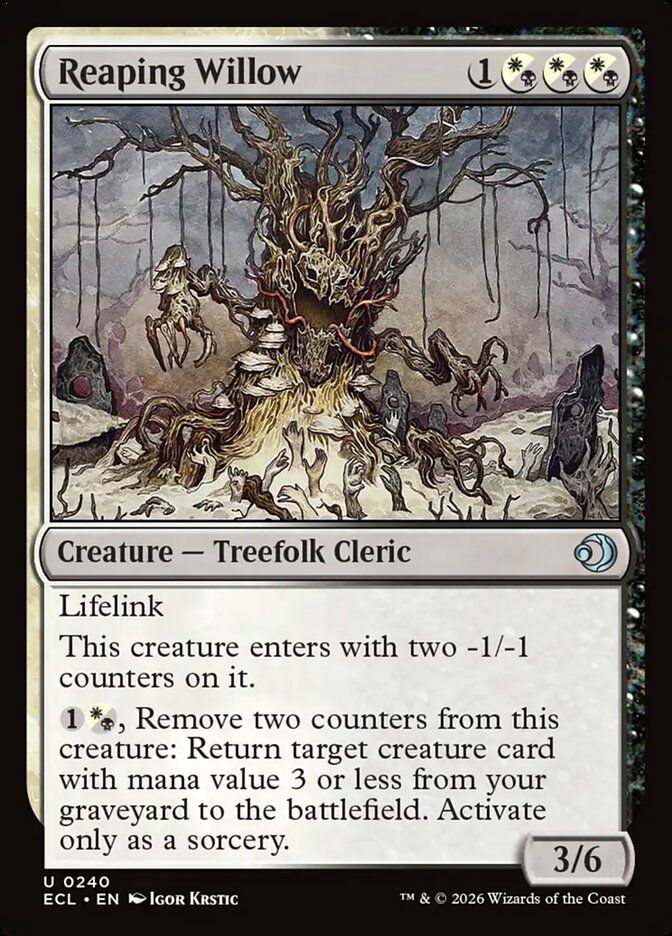 Reaping Willow 1
Creature — Treefolk Cleric
Lifelink
This creature enters with two -1/-1
counters on it.
1 , Remove two counters from this
creature: Return target creature card
with mana value 3 or less from your
graveyard to the battlefield. Activate
only as a sorcery.
3/6
U 0240
ECL • EN Igor Krstic
™ & © 2026 Wizards of the Coast